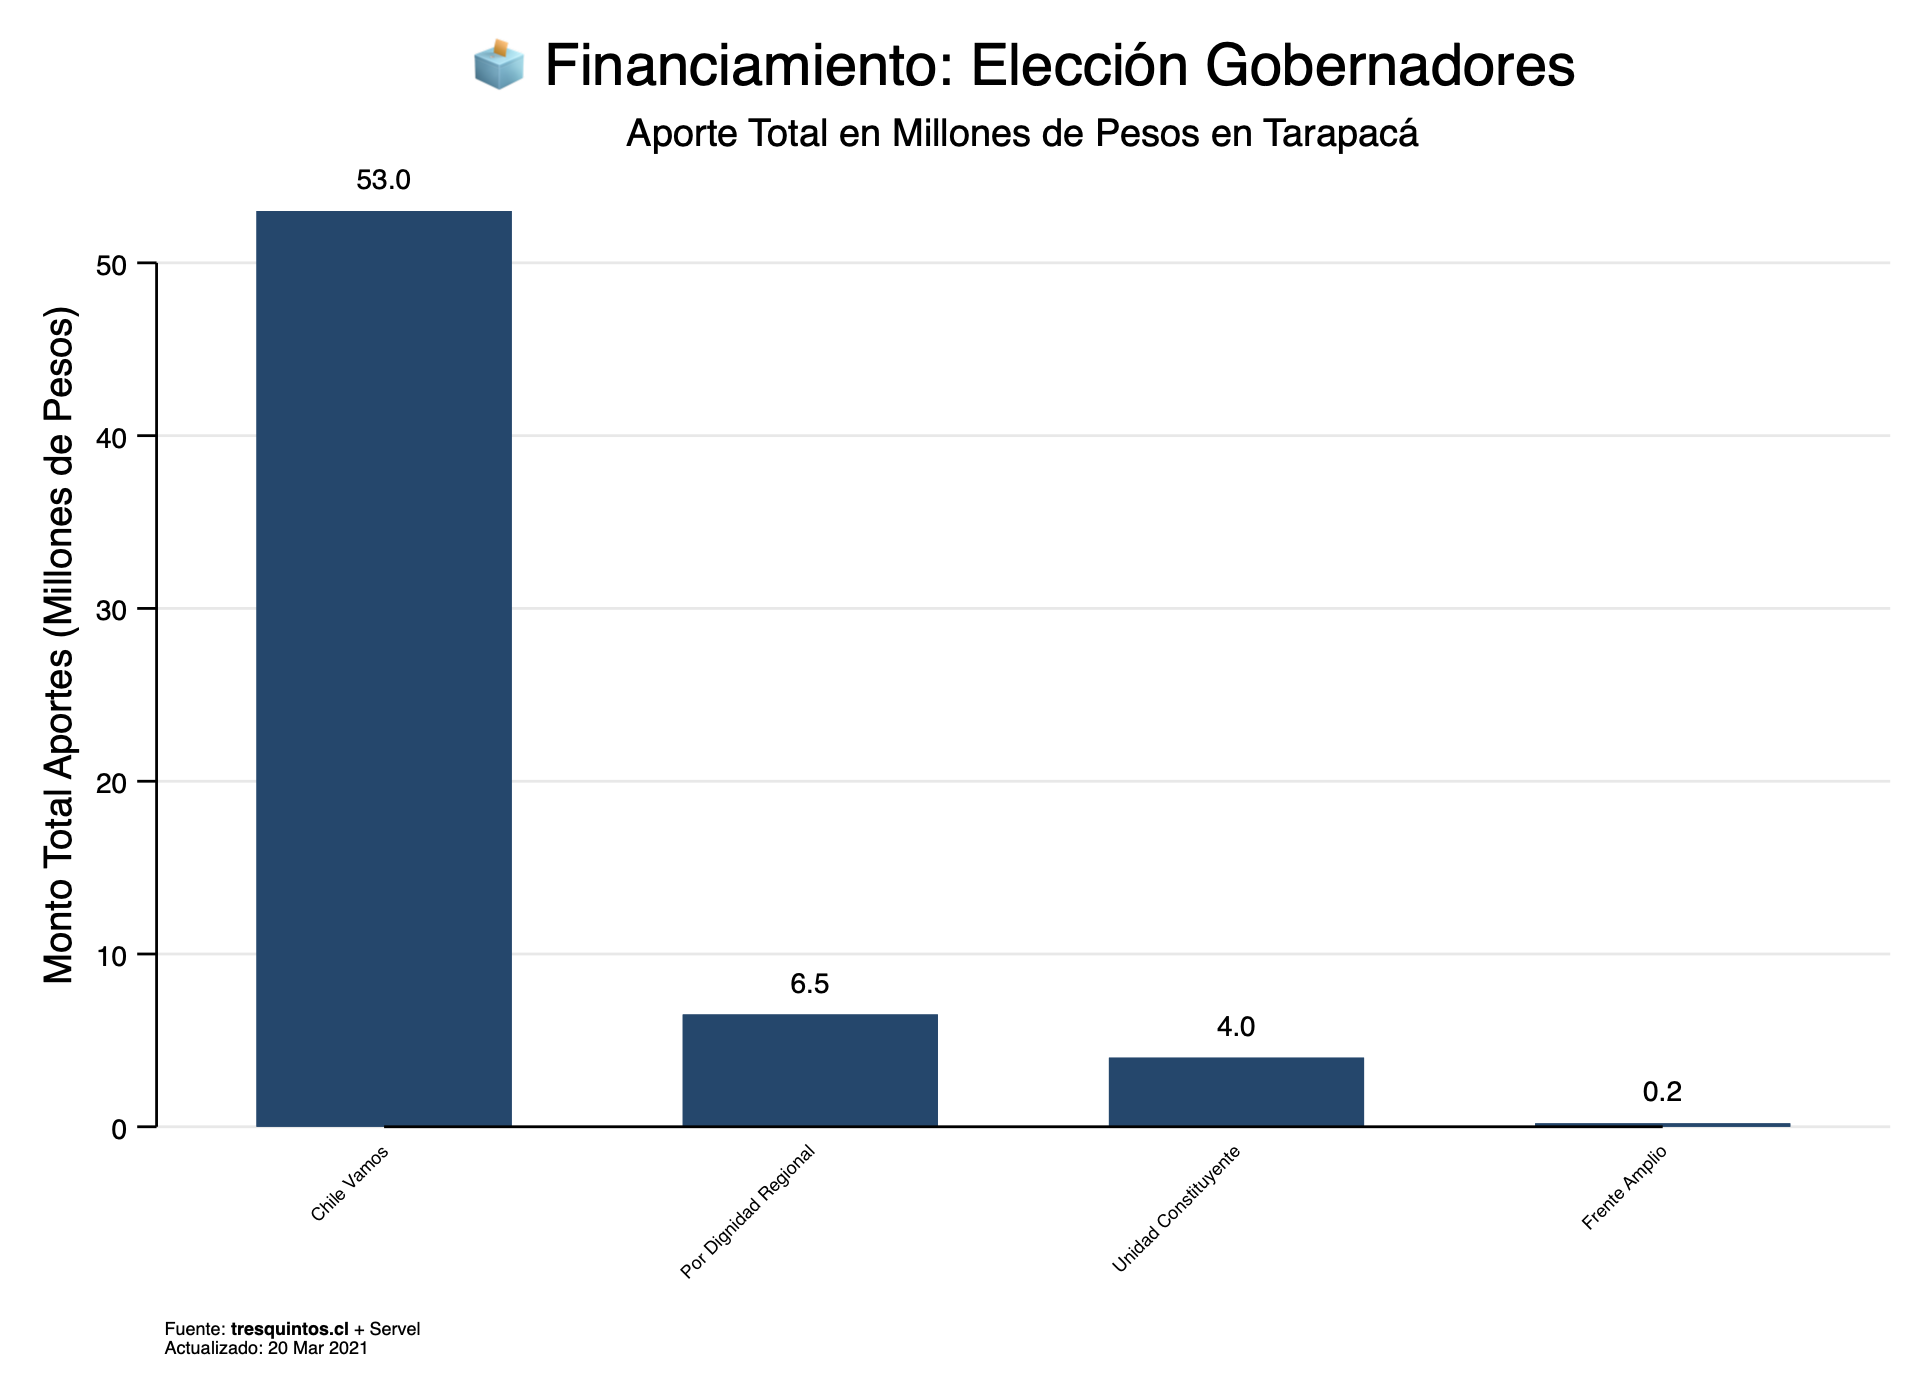 Financiamiento: Elección Gobernadores
Aporte Total en Millones de Pesos en Tarapacá
Monto Total Aportes (Millones de Pesos)
50
40
30
20
10
0
53.0
6.5
4.0
0.2
Chile Vamos
Por Dignidad Regional
Unidad Constituyente
Frente Amplio
Fuente: tresquintos.cl + Servel
Actualizado: 20 Mar 2021